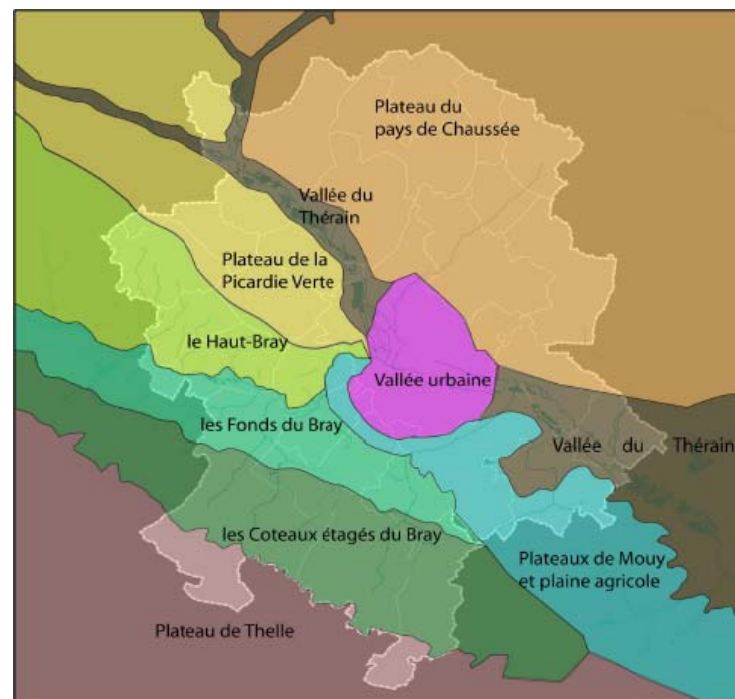 Plateau du
pays de Chaussée
Vallée du
Thérain
Plateau de la
Picardie Verte
le Haut-Bray
Vallée urbaine
les Fonds du Bray
Vallée du Thérain
les Coteaux étagés du Bray
Plateaux de Mouy
et plaine agricole
Plateau de Thelle